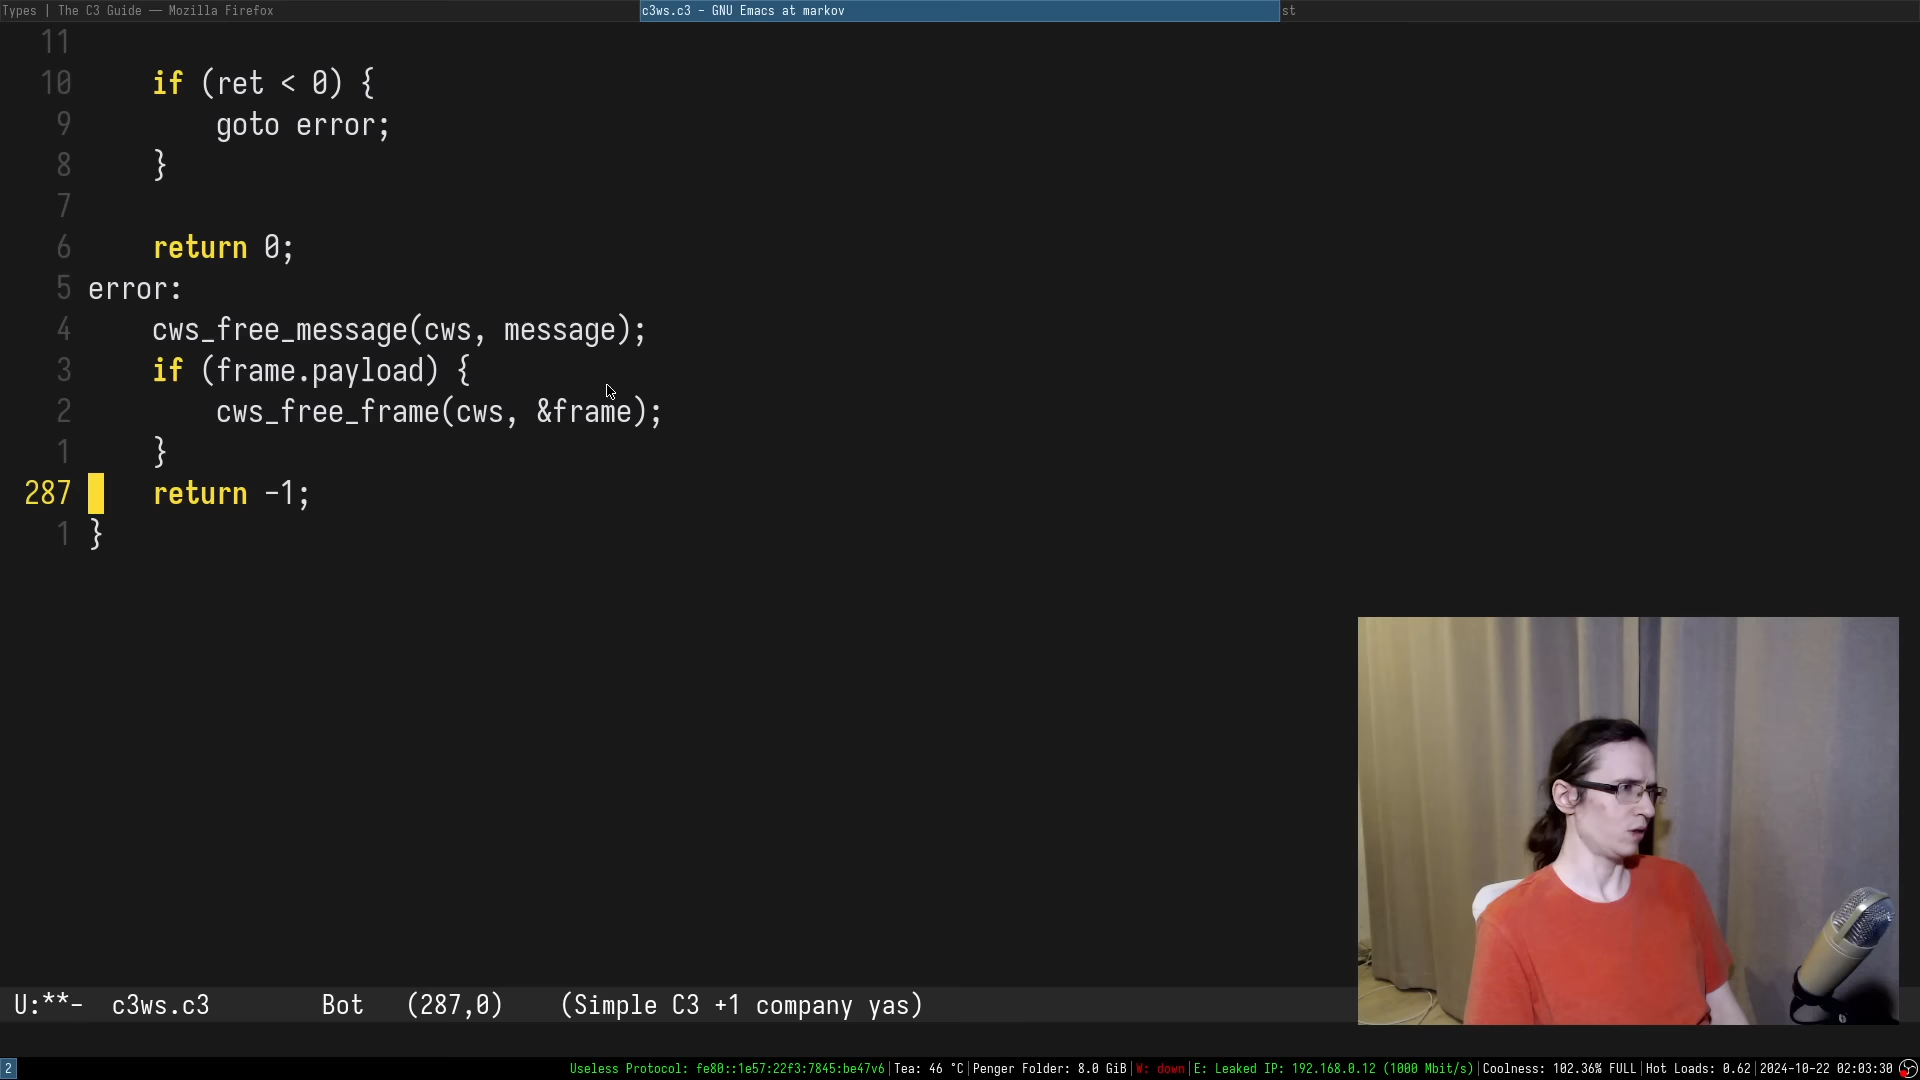 Types | The C3 Guide — Mozilla Firefox
c3ws.c3 - GNU Emacs at markov
st
11
10 if (ret < 0) {
9 goto error;
8 }
7
6 return 0;
5 error:
4 cws_free_message(cws, message);
3 if (frame.payload) {
2 cws_free_frame(cws, &frame);
1 }
287 return -1;
1 }
U:**- c3ws.c3 Bot (287,0) (Simple C3 +1 company yas)
2
Useless Protocol: fe80::1e57:22f3:7845:be47v6|Tea: 46 °C|Penger Folder: 8.0 GiB|W: down|E: Leaked IP: 192.168.0.12 (1000 Mbit/s)|Coolness: 102.36% FULL|Hot Loads: 0.62|2024-10-22 02:03:30